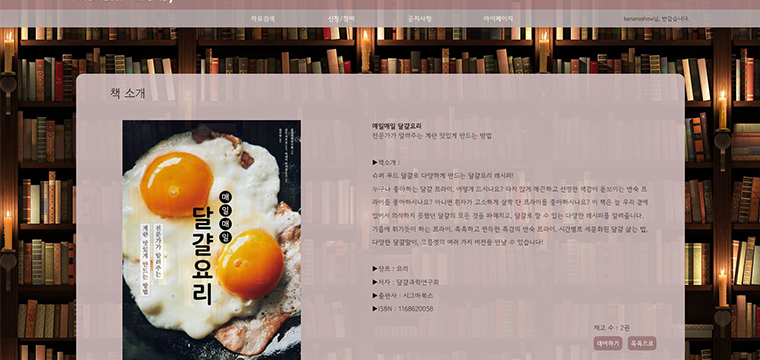 자료검색 신청/참여 공지사항 마이페이지 bananashow님, 반갑습니다.
책 소개
매일매일 달걀요리
전문가가 알려주는 계란 맛있게 만드는 방법
▶책소개 :
슈퍼 푸드 달걀로 다양하게 만드는 달걀요리 레시피!
누구나 좋아하는 달걀 프라이, 어떻게 드시나요? 타지 않게 매끈하고 선명한 색감이 돋보이는 반숙 프
라이를 좋아하시나요? 아니면 흰자가 고소하게 살짝 탄 프라이를 좋아하나요? 이 책은 늘 우리 곁에
있어서 의식하지 못했던 달걀의 모든 것을 파헤치고, 달걀로 할 수 있는 다양한 레시피를 알려줍니다.
기름에 튀기듯이 하는 프라이, 촉촉하고 쫀득한 흑감의 반숙 프라이, 시간별로 세분화된 달걀 삶는 법,
다양한 달걀말이, 오믈렛의 여러 가지 버전을 만날 수 있습니다!
▶장르 : 요리
▶저자 : 달걀과학연구회
▶출판사 : 시그마북스
▶ISBN : 1168620058
재고 수 : 2권
대여하기 목록으로
매일매일
달걀요리
전문가가 알려주는
계란 맛있게 만드는 방법